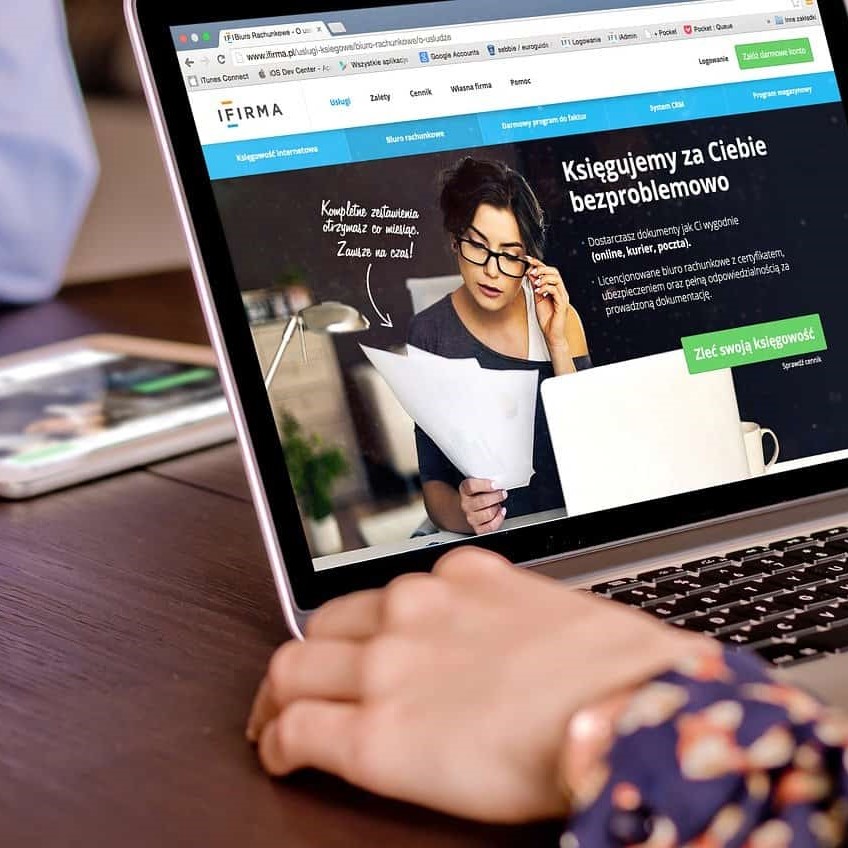 IFIRMA Biuro Rachunkowe - O us
www.ifirma.pl/uslugi-ksiegowe/biuro-rachunkowe/o-usludze
iTunes Connect iOS Dev Center - Ap Wszystkie aplikacje Google Accounts sebbie / euroguide Logowanie Admin + Pocket Pocket : Queue Inne zakładki
IFIRMA Usługi Zalety Cennik Własna firma Pomoc Logowanie Załóż darmowe konto
Księgowość internetowa Biuro rachunkowe Darmowy program do faktur System CRM Program magazynowy
Księgujemy za Ciebie
bezproblemowo
Kompletne zestawienia
otrzymasz co miesiąc.
Zawsze na czas!
· Dostarczasz dokumenty jak Ci wygodnie
(online, kurier, poczta).
· Licencjonowane biuro rachunkowe z certyfikatem,
ubezpieczeniem oraz pełną odpowiedzialnością za
prowadzoną dokumentację.
Zleć swoją księgowość
Sprawdź cennik